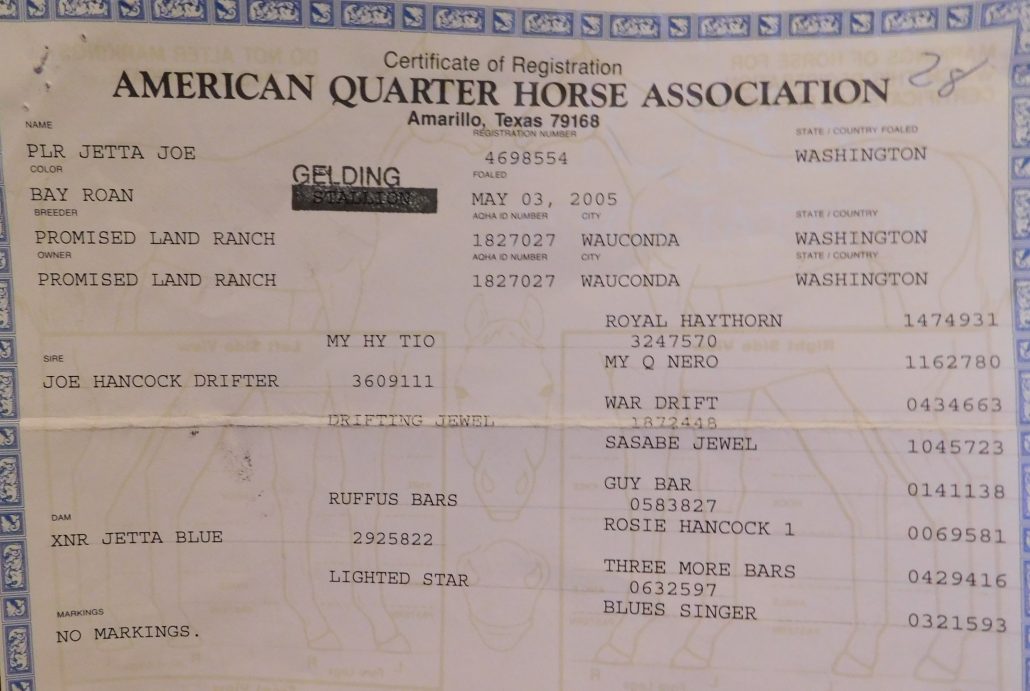 Certificate of Registration
AMERICAN QUARTER HORSE ASSOCIATION
28
Amarillo, Texas 79168
NAME REGISTRATION NUMBER STATE / COUNTRY FOALED
PLR JETTA JOE 4698554 WASHINGTON
COLOR GELDING FOALED
BAY ROAN STALLION MAY 03, 2005
BREEDER AQHA ID NUMBER CITY STATE / COUNTRY
PROMISED LAND RANCH 1827027 WAUCONDA WASHINGTON
OWNER AQHA ID NUMBER CITY STATE / COUNTRY
PROMISED LAND RANCH 1827027 WAUCONDA WASHINGTON
ROYAL HAYTHORN 1474931
MY HY TIO 3247570
SIRE MY Q NERO 1162780
JOE HANCOCK DRIFTER 3609111
WAR DRIFT 0434663
DRIFTING JEWEL 1872448
SASABE JEWEL 1045723
GUY BAR 0141138
RUFFUS BARS 0583827
DAM ROSIE HANCOCK 1 0069581
XNR JETTA BLUE 2925822
THREE MORE BARS 0429416
LIGHTED STAR 0632597
BLUES SINGER 0321593
MARKINGS
NO MARKINGS.